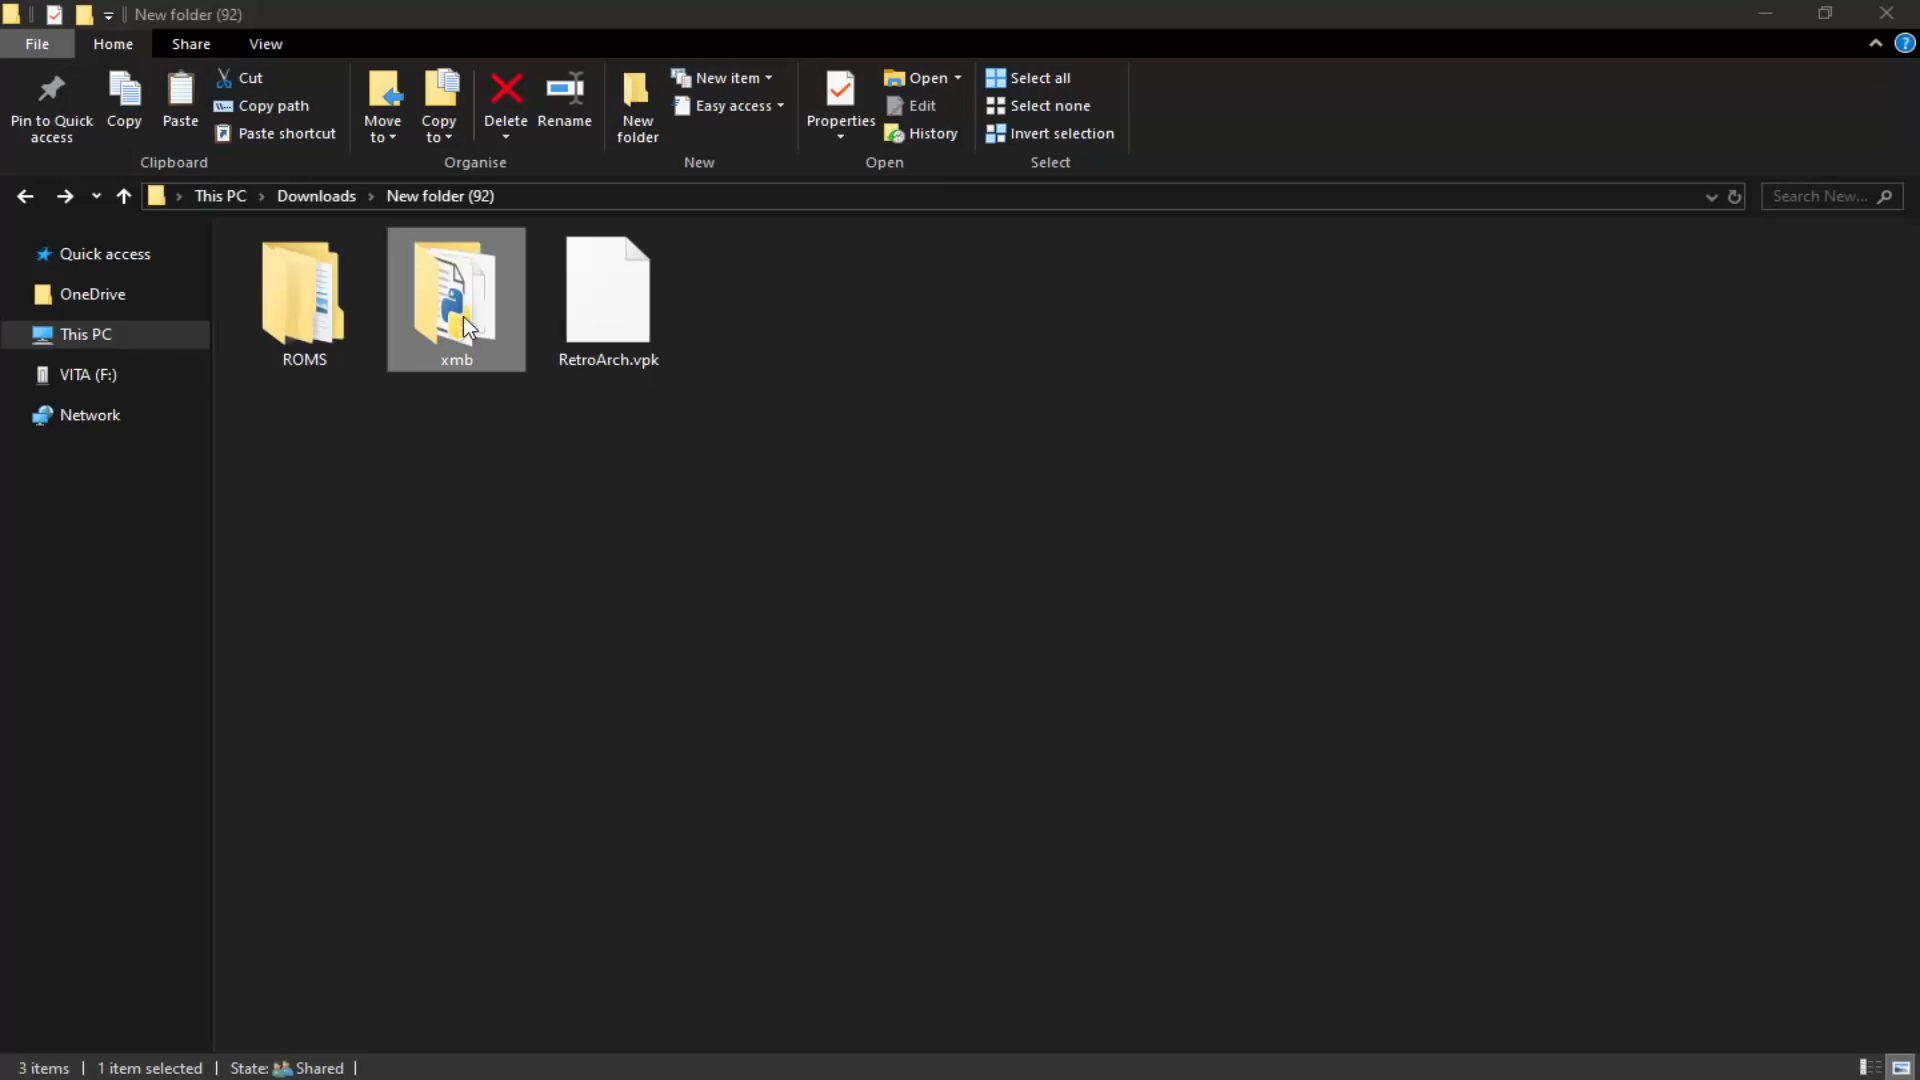 New folder (92)
File Home Share View
Pin to Quick access
Copy
Paste
Cut
Copy path
Paste shortcut
Clipboard
Move to
Copy to
Delete
Rename
Organise
New folder
New item
Easy access
New
Properties
Open
Edit
History
Open
Select all
Select none
Invert selection
Select
This PC › Downloads › New folder (92)
Search New...
Quick access
OneDrive
This PC
VITA (F:)
Network
ROMS
xmb
RetroArch.vpk
3 items | 1 item selected | State: Shared |